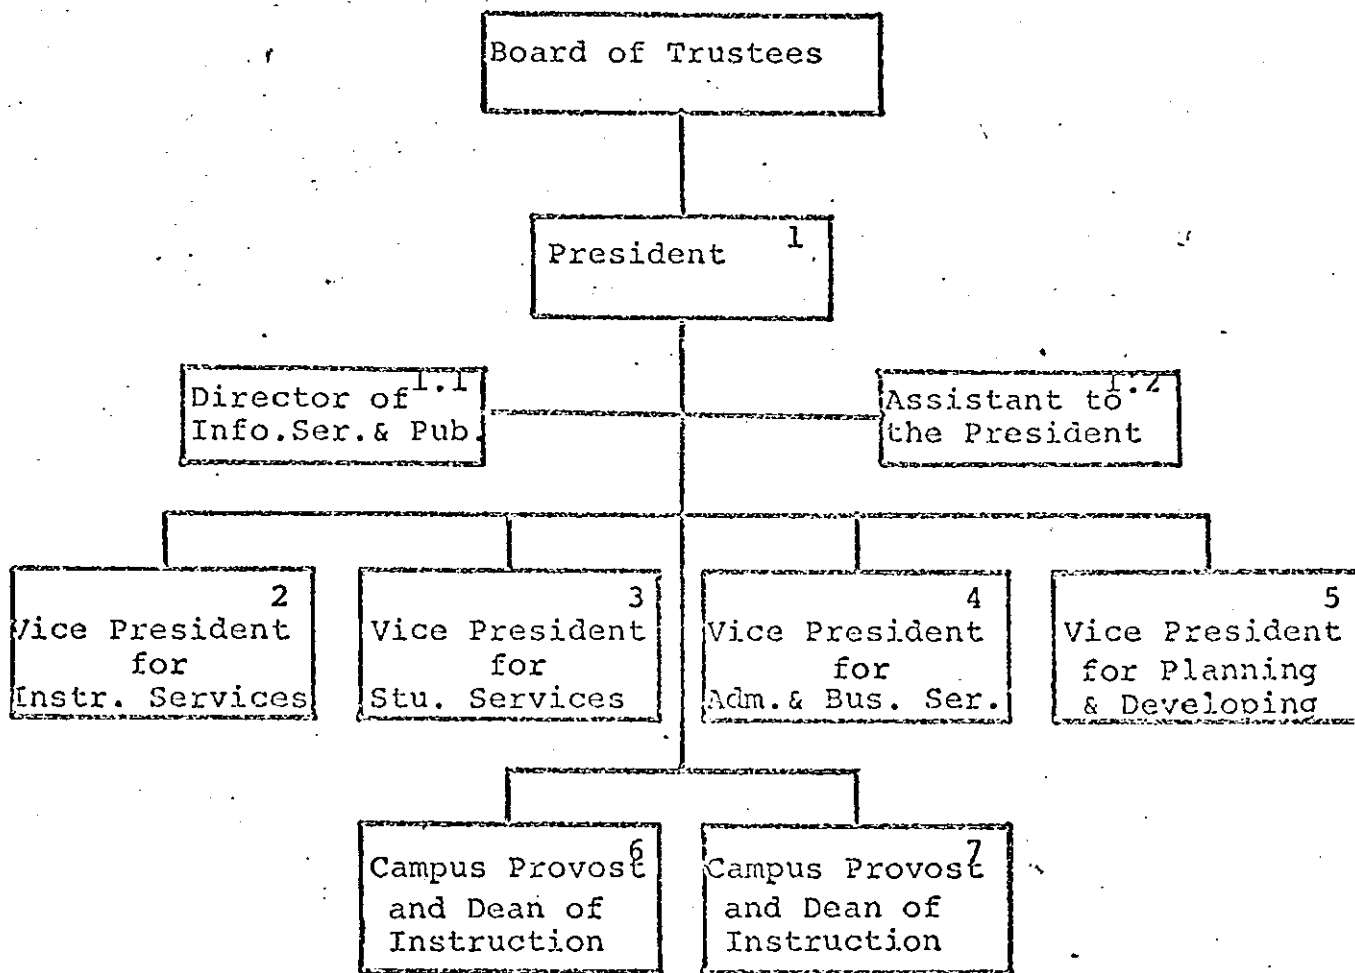 Board of Trustees
1
President
1.1
Director of
Info.Ser.& Pub.
1.2
Assistant to
the President
2
Vice President
for
Instr. Services
3
Vice President
for
Stu. Services
4
Vice President
for
Adm.& Bus. Ser.
5
Vice President
for Planning
& Developing
6
Campus Provost
and Dean of
Instruction
7
Campus Provost
and Dean of
Instruction